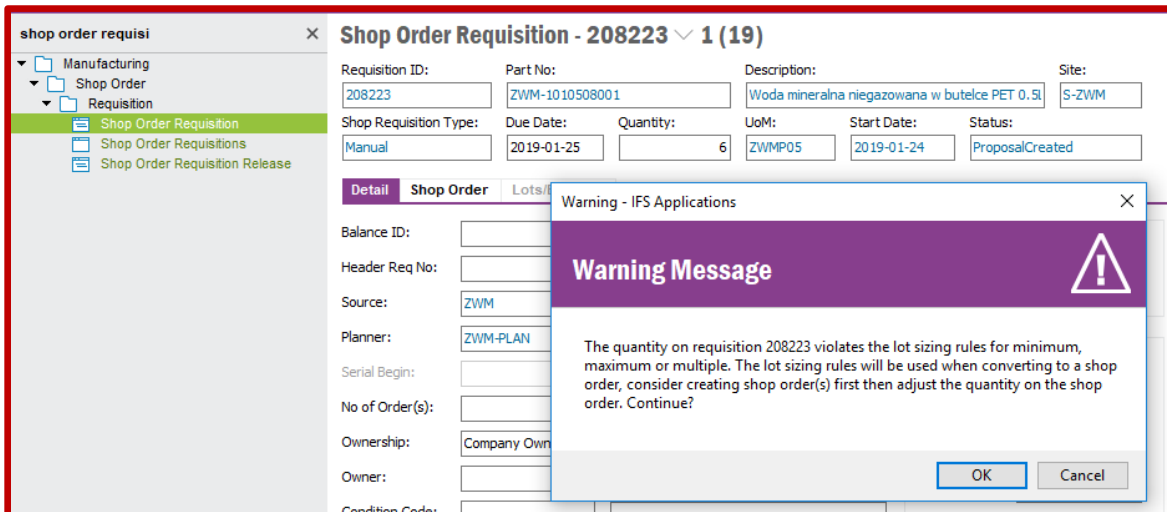 shop order requisi
Manufacturing
Shop Order
Requisition
Shop Order Requisition
Shop Order Requisitions
Shop Order Requisition Release
Shop Order Requisition - 208223 1 (19)
Requisition ID: Part No: Description: Site:
208223 ZWM-1010508001 Woda mineralna niegazowana w butelce PET 0.5L S-ZWM
Shop Requisition Type: Due Date: Quantity: UoM: Start Date: Status:
Manual 2019-01-25 6 ZWMP05 2019-01-24 ProposalCreated
Detail Shop Order Lots/
Balance ID:
Header Req No:
Source: ZWM
Planner: ZWM-PLAN
Serial Begin:
No of Order(s):
Ownership: Company Own
Owner:
Condition Code:
Warning - IFS Applications
Warning Message
The quantity on requisition 208223 violates the lot sizing rules for minimum,
maximum or multiple. The lot sizing rules will be used when converting to a shop
order, consider creating shop order(s) first then adjust the quantity on the shop
order. Continue?
OK Cancel